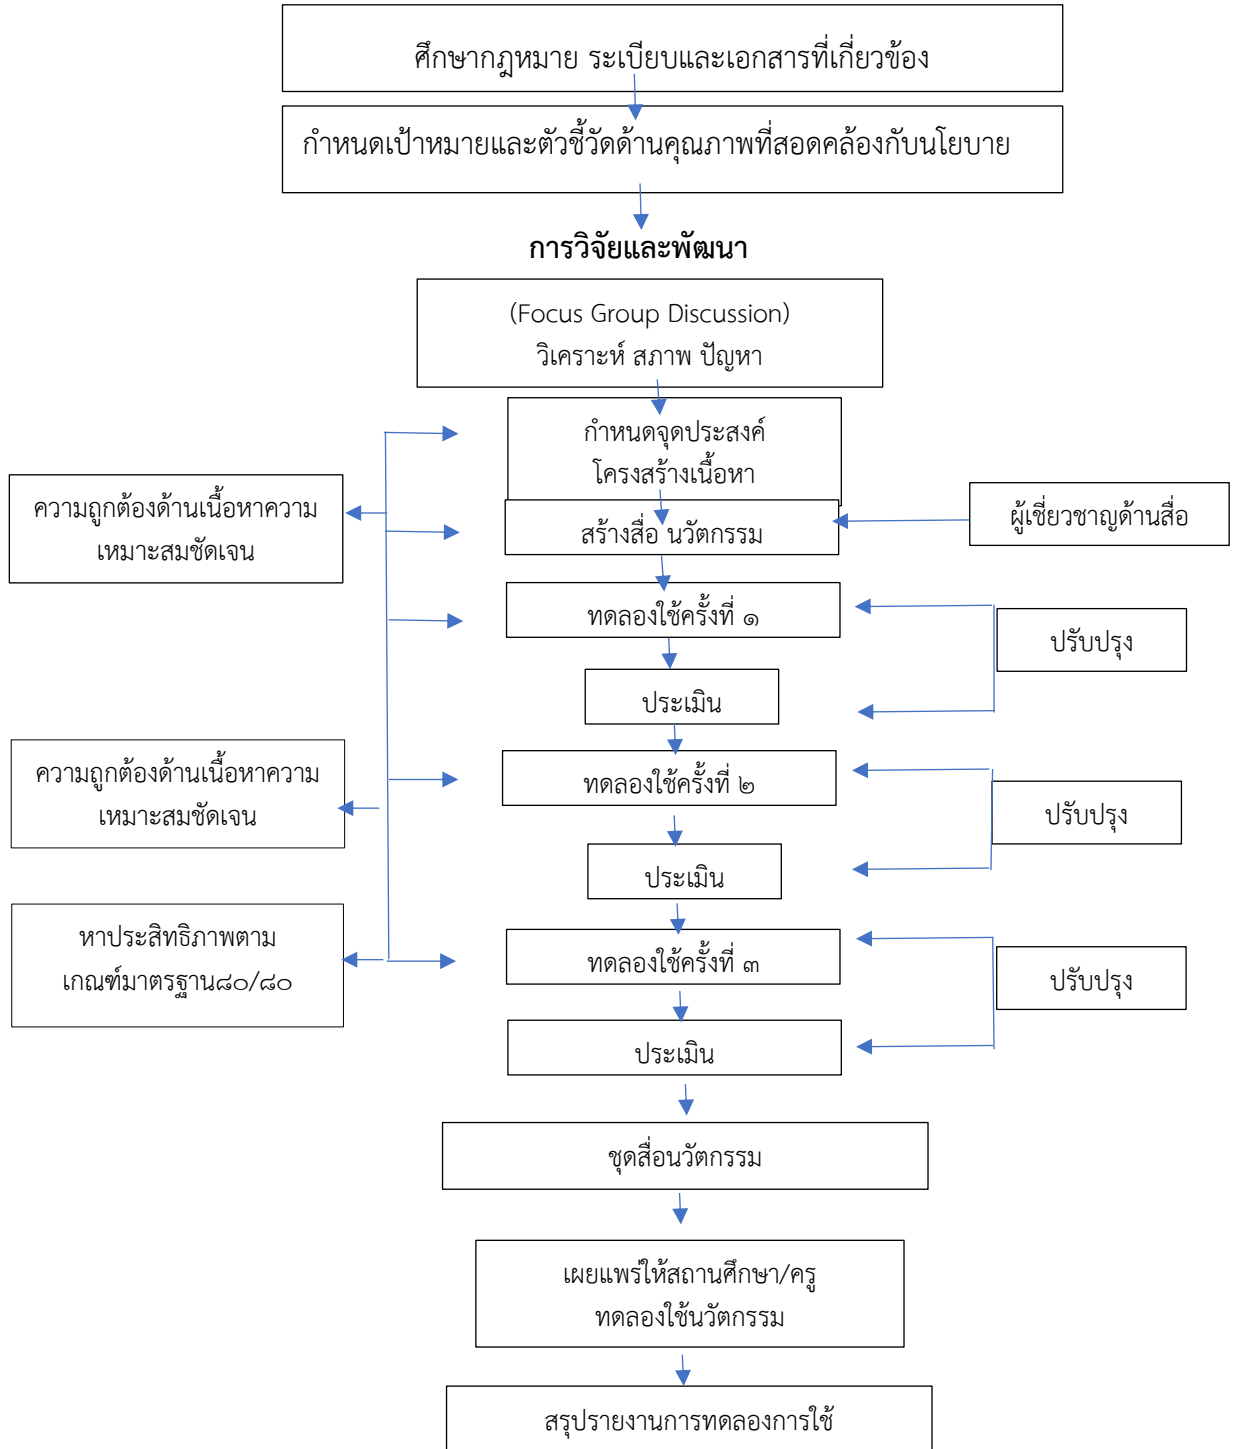 ศึกษากฎหมาย ระเบียบและเอกสารที่เกี่ยวข้อง
กำหนดเป้าหมายและตัวชี้วัดด้านคุณภาพที่สอดคล้องกับนโยบาย
การวิจัยและพัฒนา
(Focus Group Discussion)
วิเคราะห์ สภาพ ปัญหา
กำหนดจุดประสงค์
โครงสร้างเนื้อหา
ความถูกต้องด้านเนื้อหาความ
เหมาะสมชัดเจน
สร้างสื่อ นวัตกรรม
ผู้เชี่ยวชาญด้านสื่อ
ทดลองใช้ครั้งที่ ๑
ปรับปรุง
ประเมิน
ความถูกต้องด้านเนื้อหาความ
เหมาะสมชัดเจน
ทดลองใช้ครั้งที่ ๒
ปรับปรุง
ประเมิน
หาประสิทธิภาพตาม
เกณฑ์มาตรฐาน๘๐/๘๐
ทดลองใช้ครั้งที่ ๓
ปรับปรุง
ประเมิน
ชุดสื่อนวัตกรรม
เผยแพร่ให้สถานศึกษา/ครู
ทดลองใช้นวัตกรรม
สรุปรายงานการทดลองการใช้